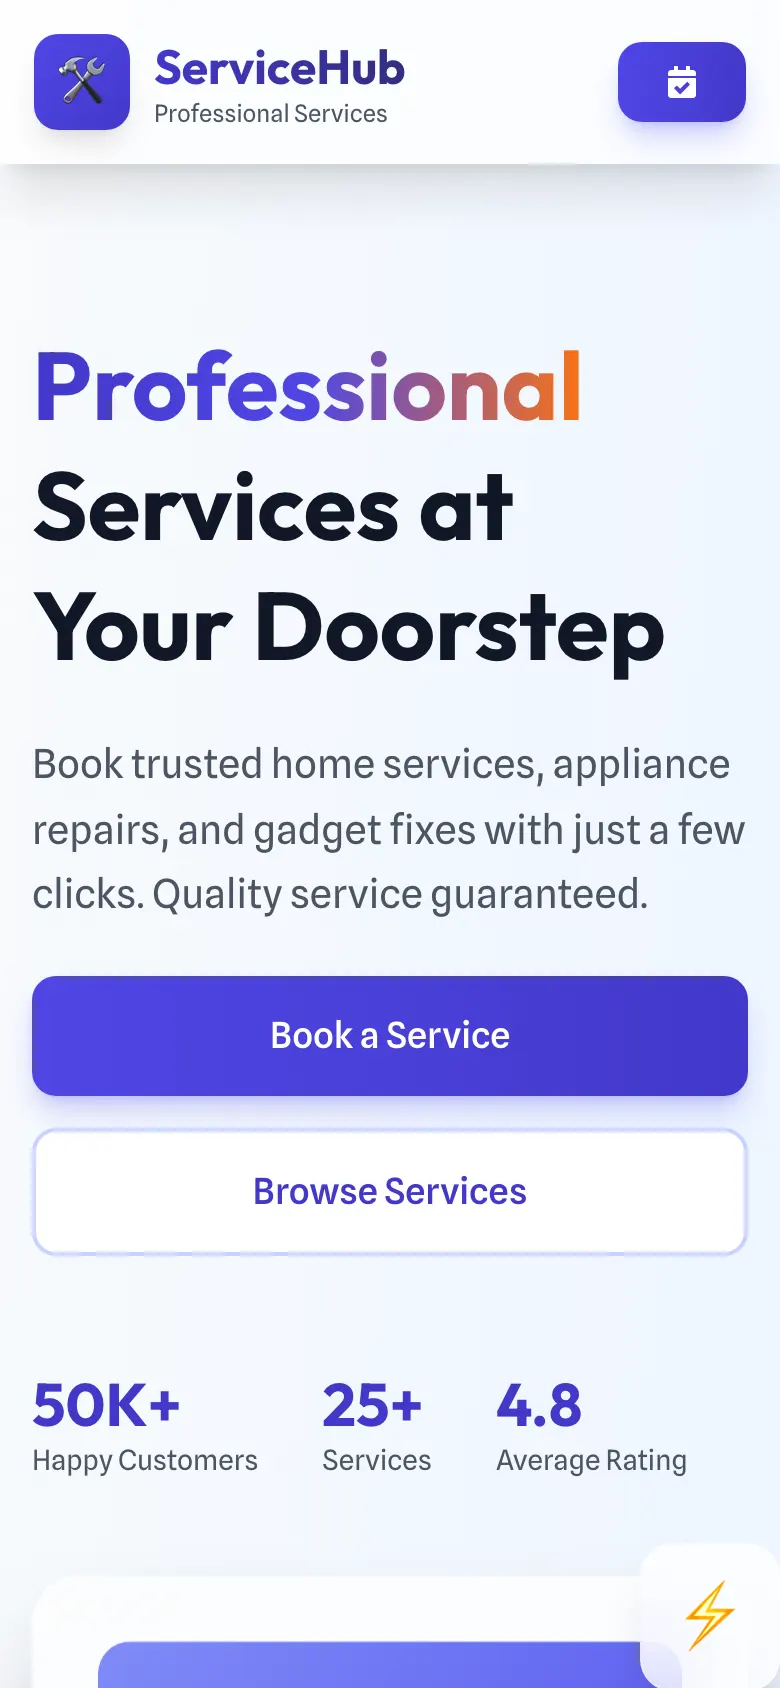 ServiceHub
Professional Services
Professional
Services at
Your Doorstep
Book trusted home services, appliance
repairs, and gadget fixes with just a few
clicks. Quality service guaranteed.
Book a Service
Browse Services
50K+ 25+ 4.8
Happy Customers Services Average Rating